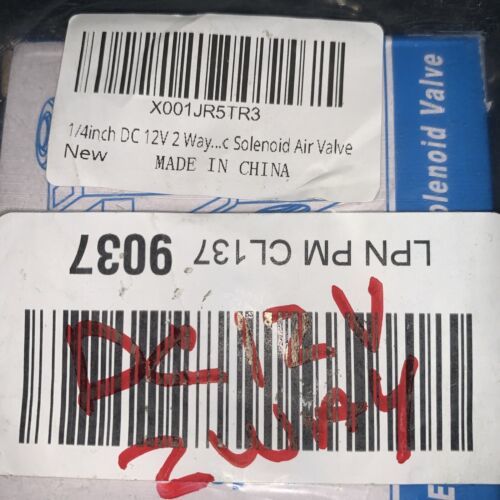 X001JR5TR3
1/4inch DC 12V 2 Way...c Solenoid Air Valve
New
MADE IN CHINA
Solenoid Valve
E
LPN PM CL137 9037
DC 12V
2 WAY